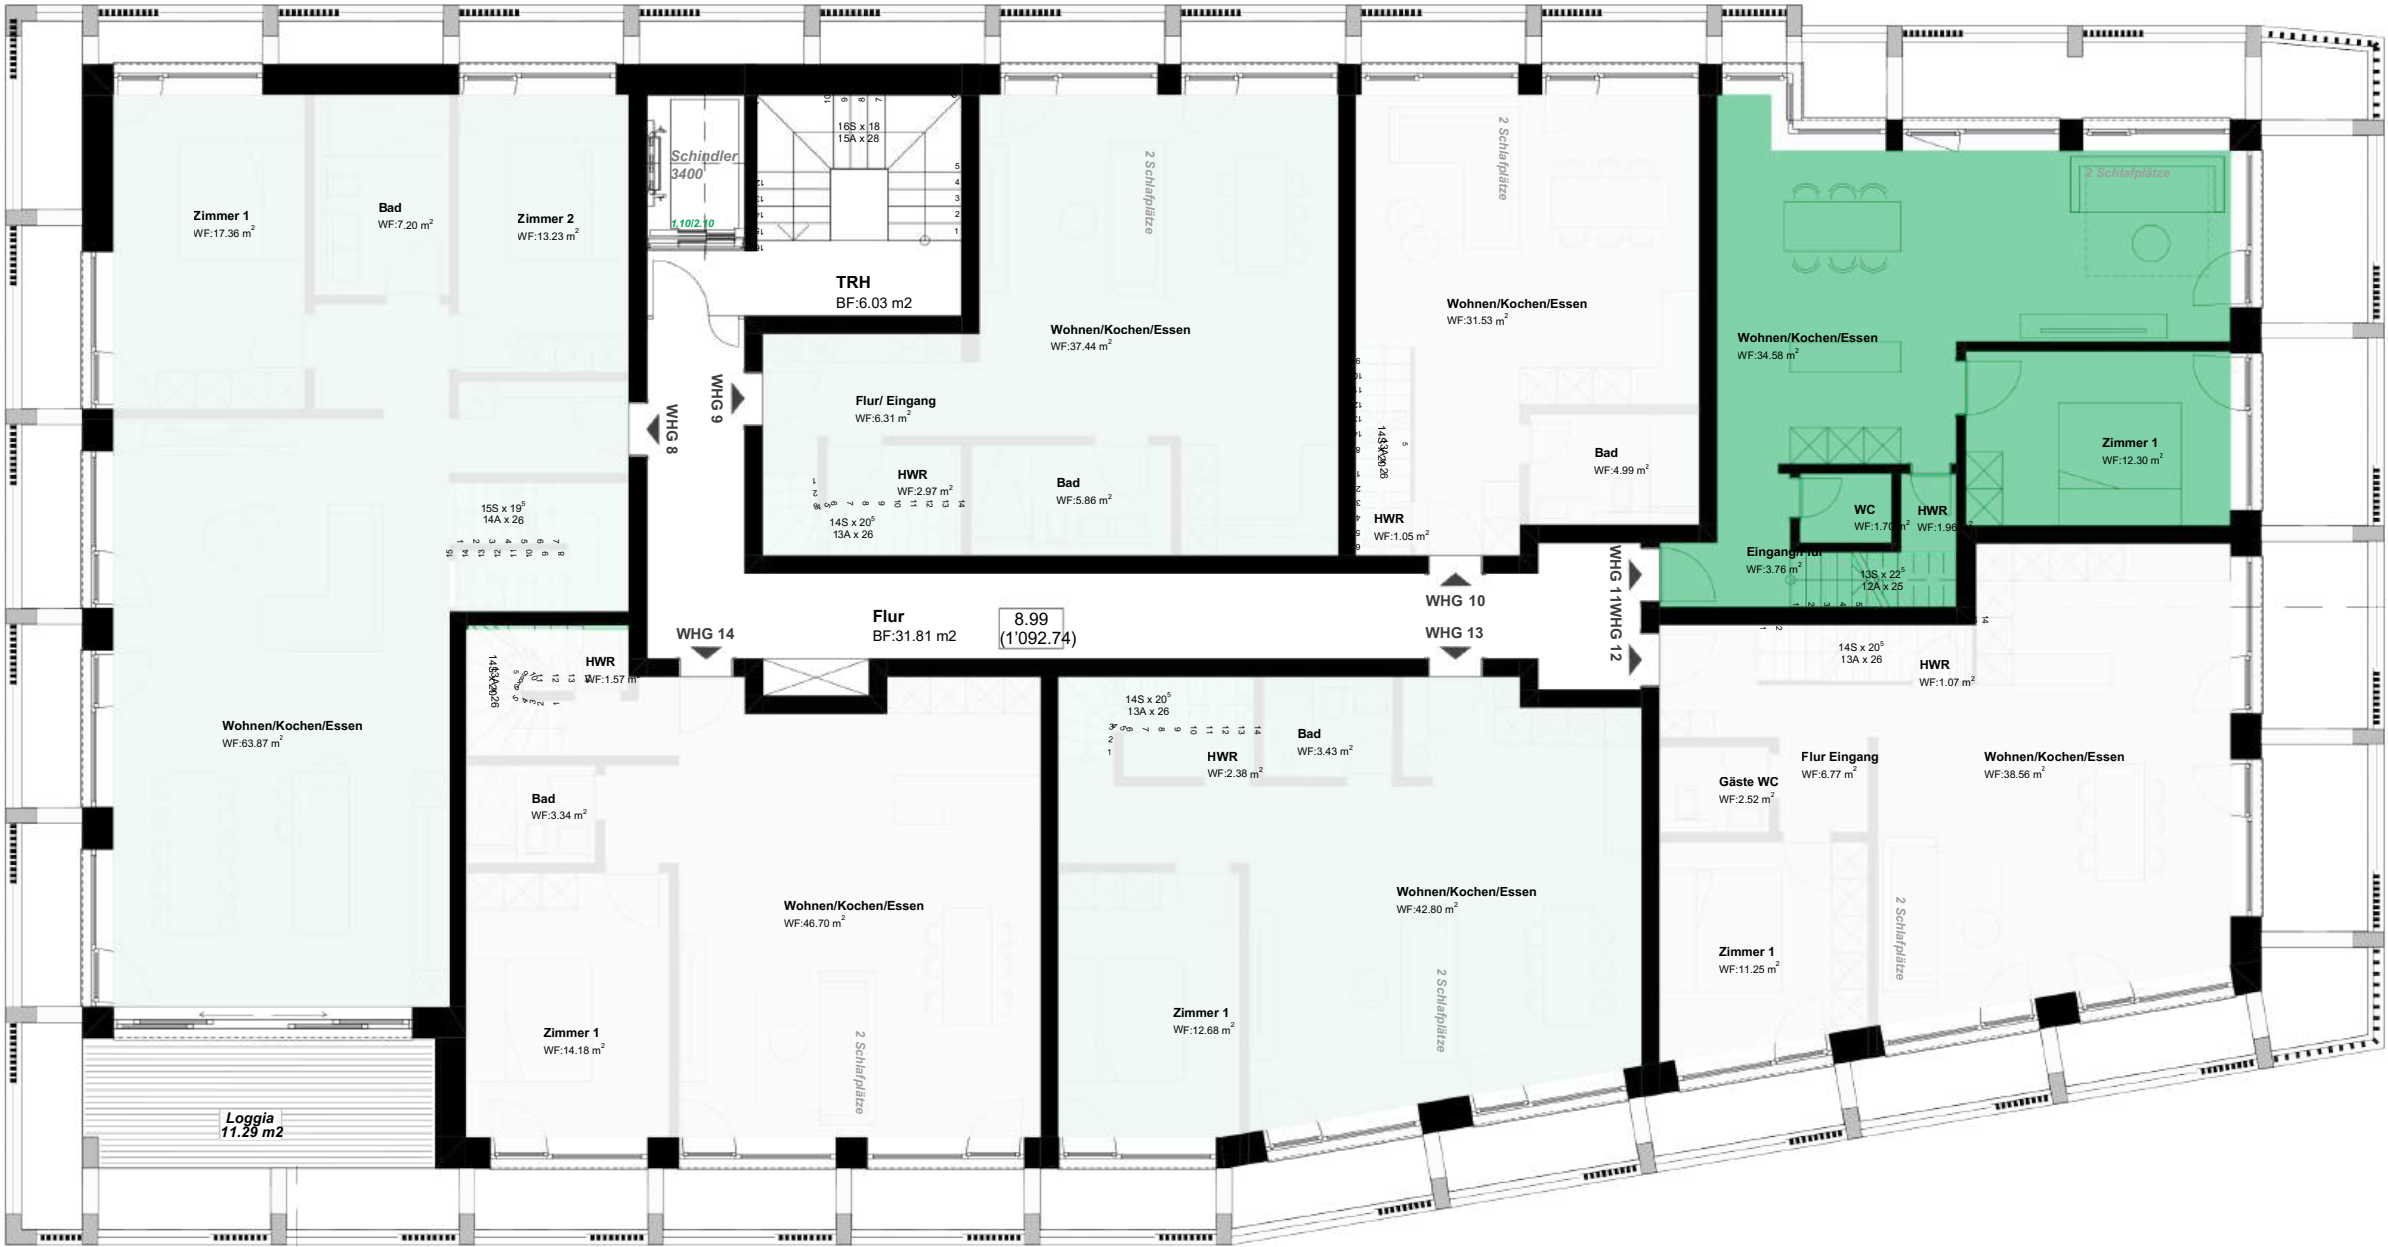 Zimmer 1
WF:17.36 m²
Bad
WF:7.20 m²
Zimmer 2
WF:13.23 m²
Schindler
3400
1.10/2.10
16S x 18
15A x 28
TRH
BF:6.03 m2
2 Schlafplätze
Wohnen/Kochen/Essen
WF:37.44 m²
Flur/ Eingang
WF:6.31 m²
HWR
WF:2.97 m²
14S x 20⁵
13A x 26
Bad
WF:5.86 m²
2 Schlafplätze
Wohnen/Kochen/Essen
WF:31.53 m²
Bad
WF:4.99 m²
HWR
WF:1.05 m²
2 Schlafplätze
Wohnen/Kochen/Essen
WF:34.58 m²
Zimmer 1
WF:12.30 m²
WC
HWR
Eingang/Flur
WF:3.76 m²
13S x 22⁵
12A x 25
WHG 8
WHG 9
WHG 10
WHG 11
WHG 12
WHG 13
WHG 14
Flur
BF:31.81 m2
8.99
(1'092.74)
15S x 19⁵
14A x 26
Wohnen/Kochen/Essen
WF:63.87 m²
Loggia
11.29 m2
HWR
WF:1.57 m²
Bad
WF:3.34 m²
Wohnen/Kochen/Essen
WF:46.70 m²
Zimmer 1
WF:14.18 m²
2 Schlafplätze
14S x 20⁵
13A x 26
HWR
WF:2.38 m²
Bad
WF:3.43 m²
Wohnen/Kochen/Essen
WF:42.80 m²
Zimmer 1
WF:12.68 m²
2 Schlafplätze
14S x 20⁵
13A x 26
HWR
WF:1.07 m²
Flur Eingang
WF:6.77 m²
Gäste WC
WF:2.52 m²
Wohnen/Kochen/Essen
WF:38.56 m²
Zimmer 1
WF:11.25 m²
2 Schlafplätze